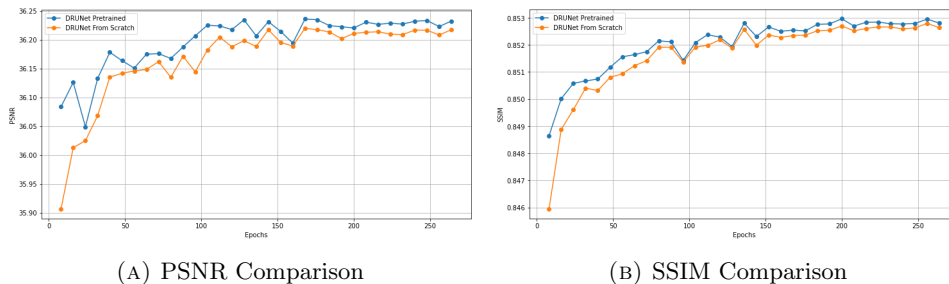 36.25
36.20
36.15
36.10
36.05
36.00
35.95
35.90
PSNR
DRUNet Pretrained
DRUNet From Scratch
0 50 100 150 200 250
Epochs
(A) PSNR Comparison
0.853
0.852
0.851
0.850
0.849
0.848
0.847
0.846
SSIM
DRUNet Pretrained
DRUNet From Scratch
0 50 100 150 200 250
Epochs
(B) SSIM Comparison